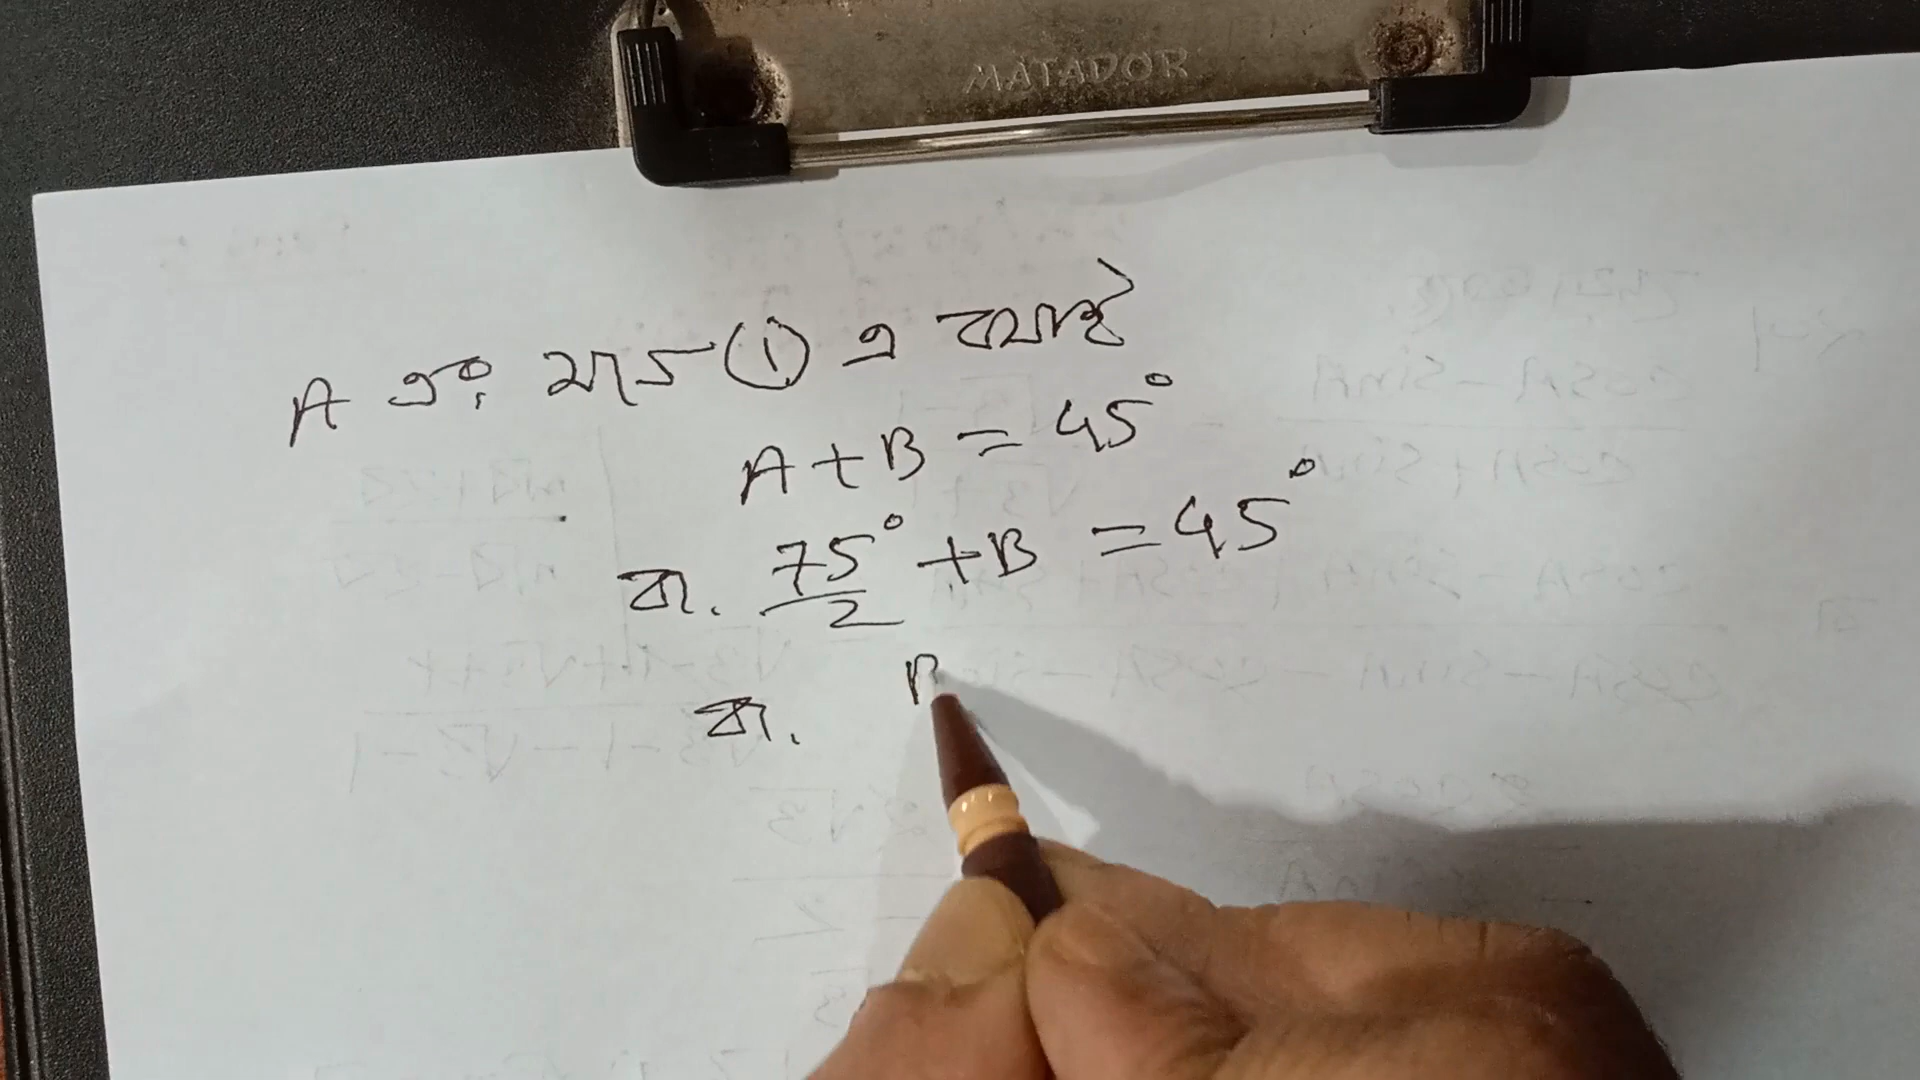 MATADOR
A এর মান (i) এ বসাই
A + B = 45°
বা, 75°/2 + B = 45°
বা, B